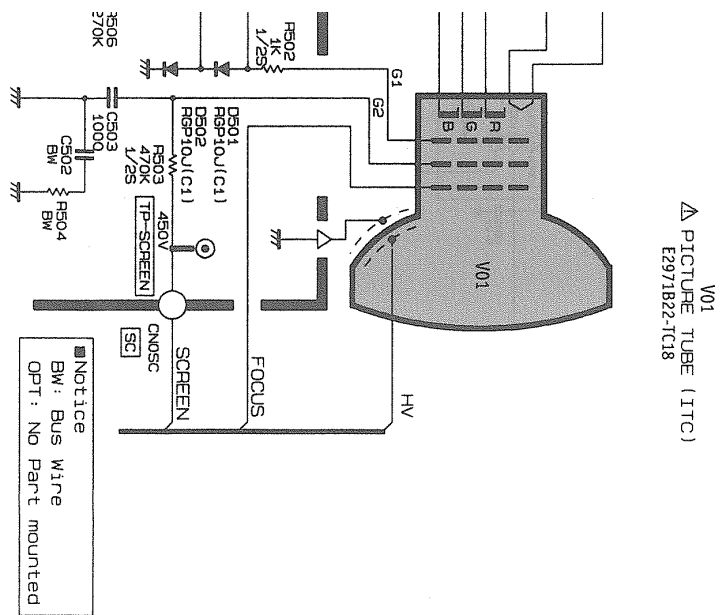 V01
⚠ PICTURE TUBE (ITC)
E2971B22-TC18
R506
270K
R502
1K
1/2S
G1
G2
B
G
R
V01
C503
1000
C502
BW
R504
BW
D501
RGP10J(C1)
D502
RGP10J(C1)
R503
470K
1/2S
450V
TP-SCREEN
CN0SC
SC
SCREEN
FOCUS
HV
■Notice
BW: Bus Wire
OPT: No Part mounted